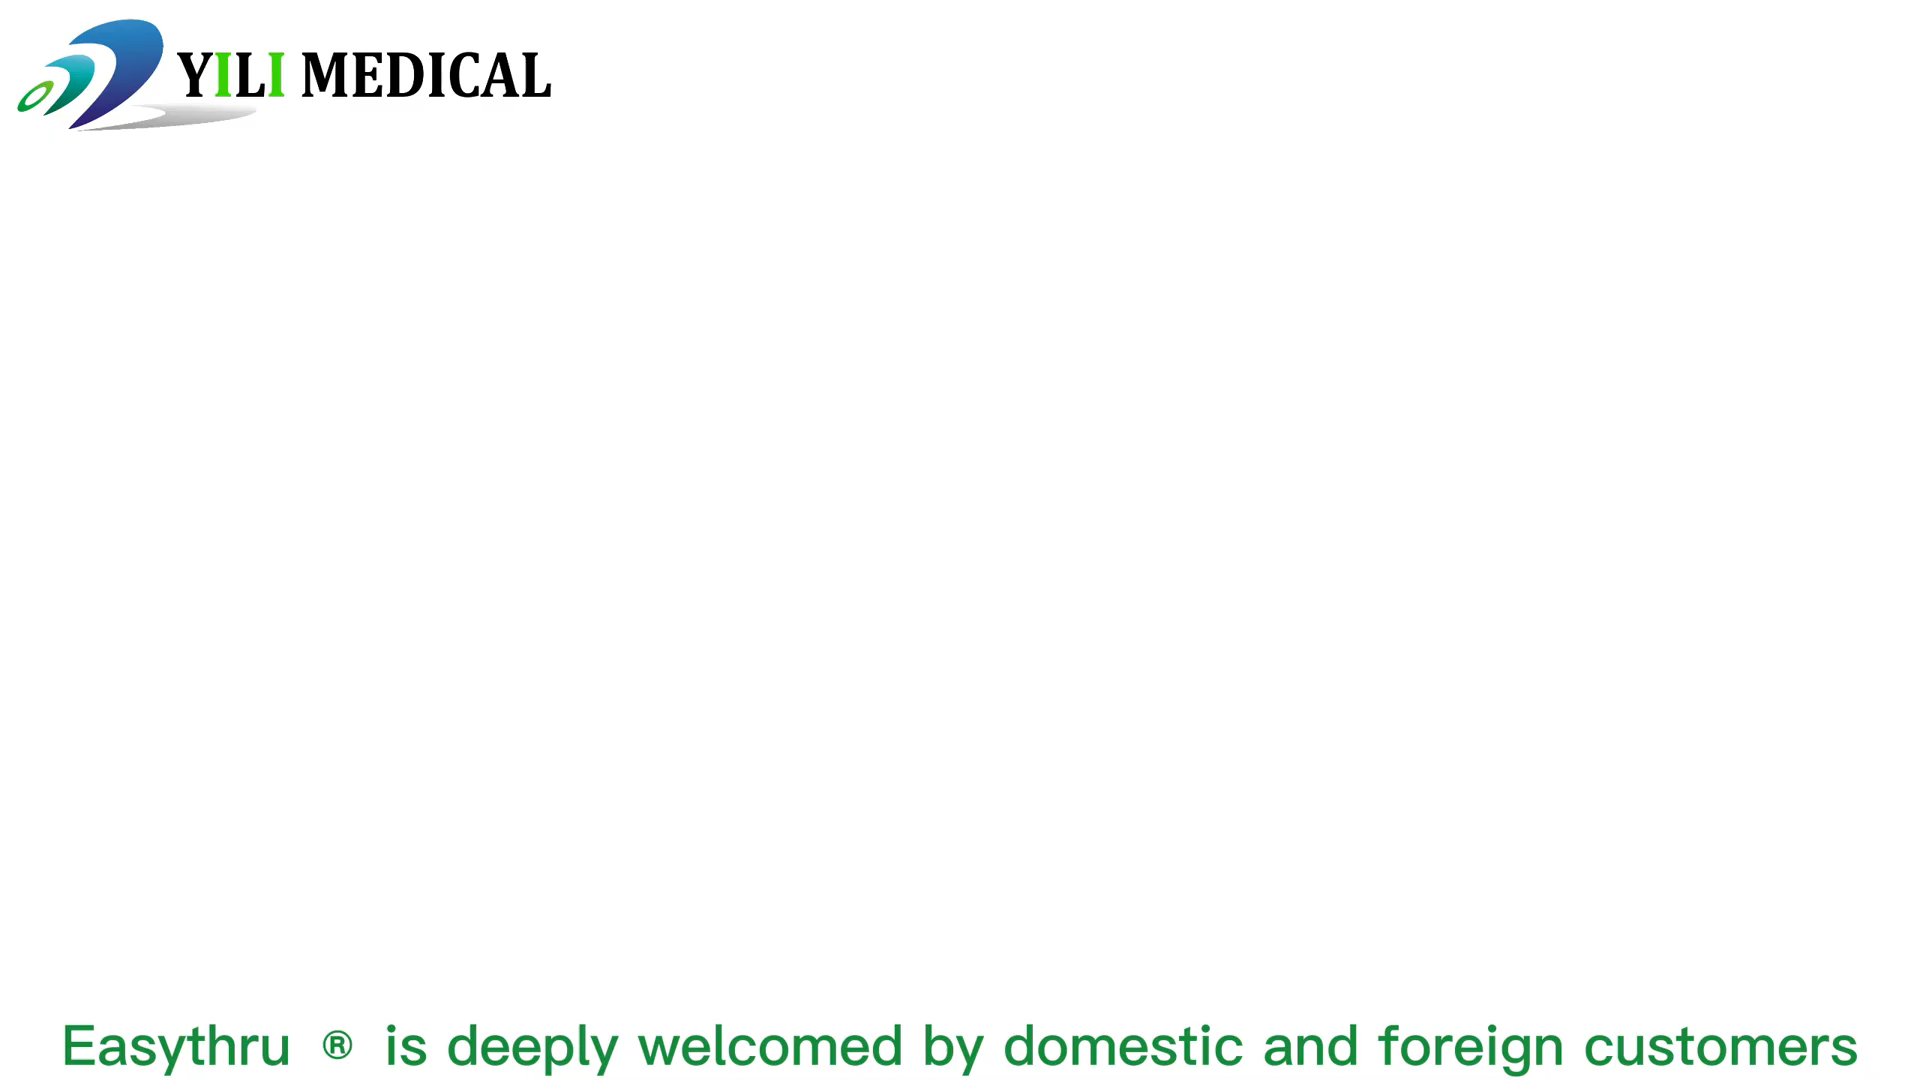 YILI MEDICAL
Easythru ® is deeply welcomed by domestic and foreign customers